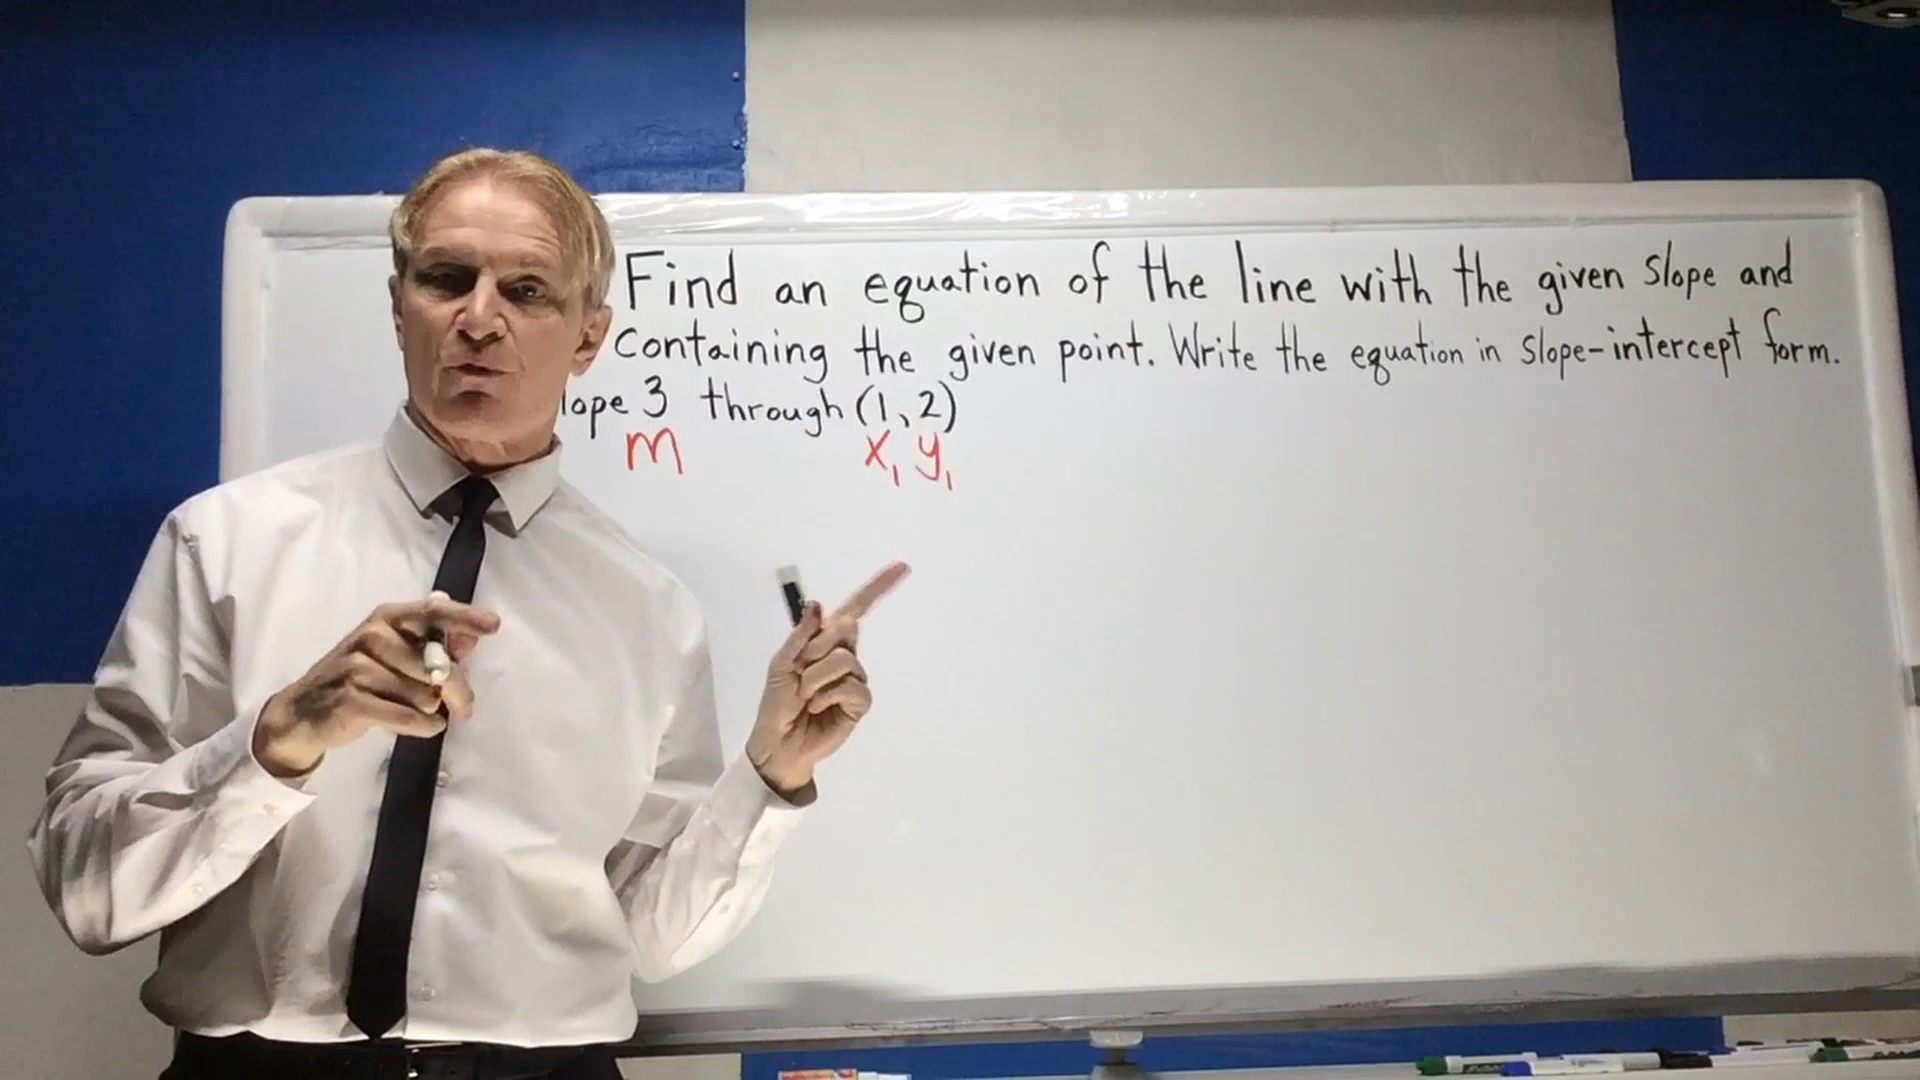 Find an equation of the line with the given slope and
containing the given point. Write the equation in slope-intercept form.
lope 3 through (1, 2)
m x₁ y₁